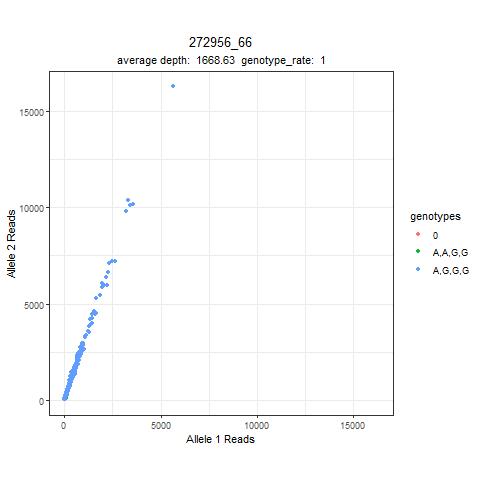 272956_66
average depth: 1668.63 genotype_rate: 1
15000
10000
5000
0
Allele 2 Reads
0 5000 10000 15000
Allele 1 Reads
genotypes
0
A,A,G,G
A,G,G,G